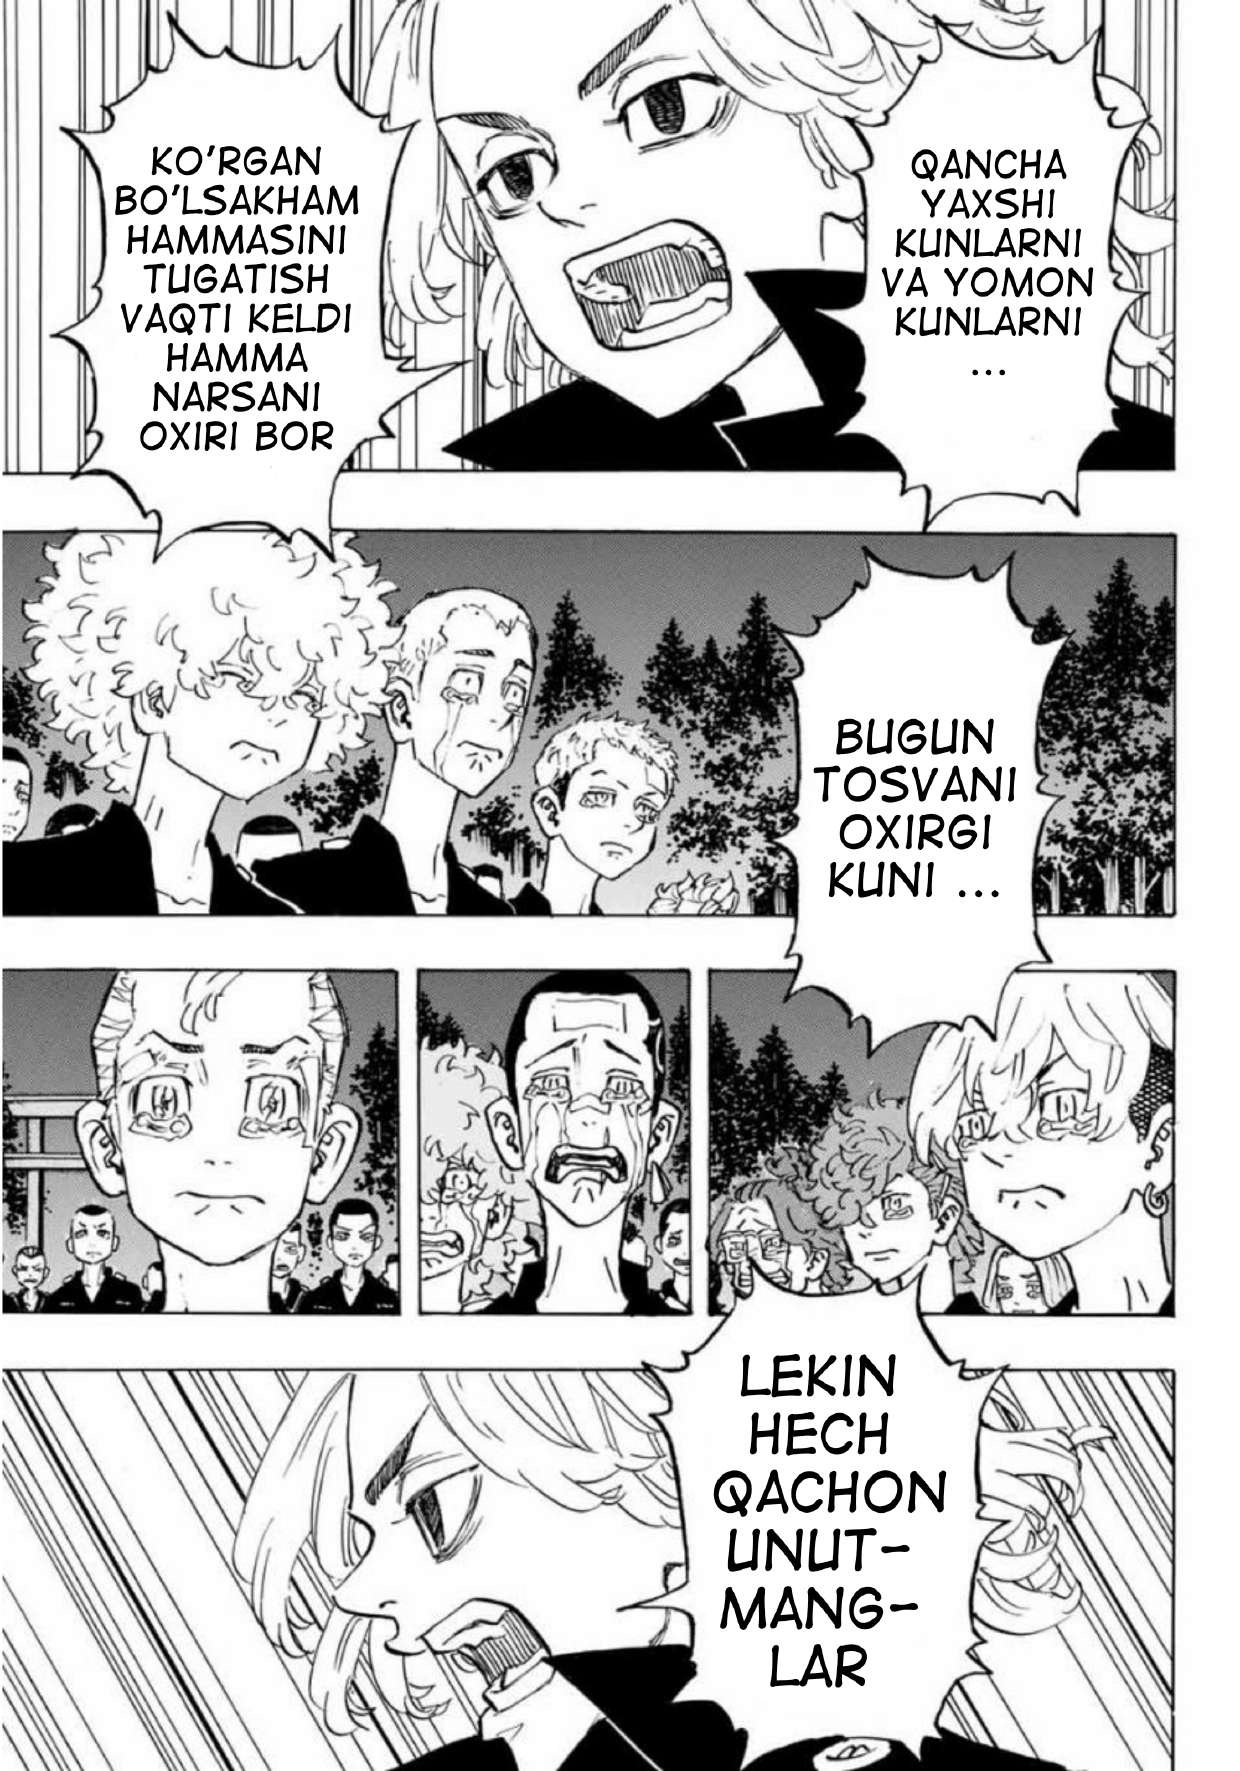 QANCHA
YAXSHI
KUNLARNI
VA YOMON
KUNLARNI
...
KO'RGAN
BO'LSAKHAM
HAMMASINI
TUGATISH
VAQTI KELDI
HAMMA
NARSANI
OXIRI BOR
BUGUN
TOSVANI
OXIRGI
KUNI ...
LEKIN
HECH
QACHON
UNUT-
MANG-
LAR